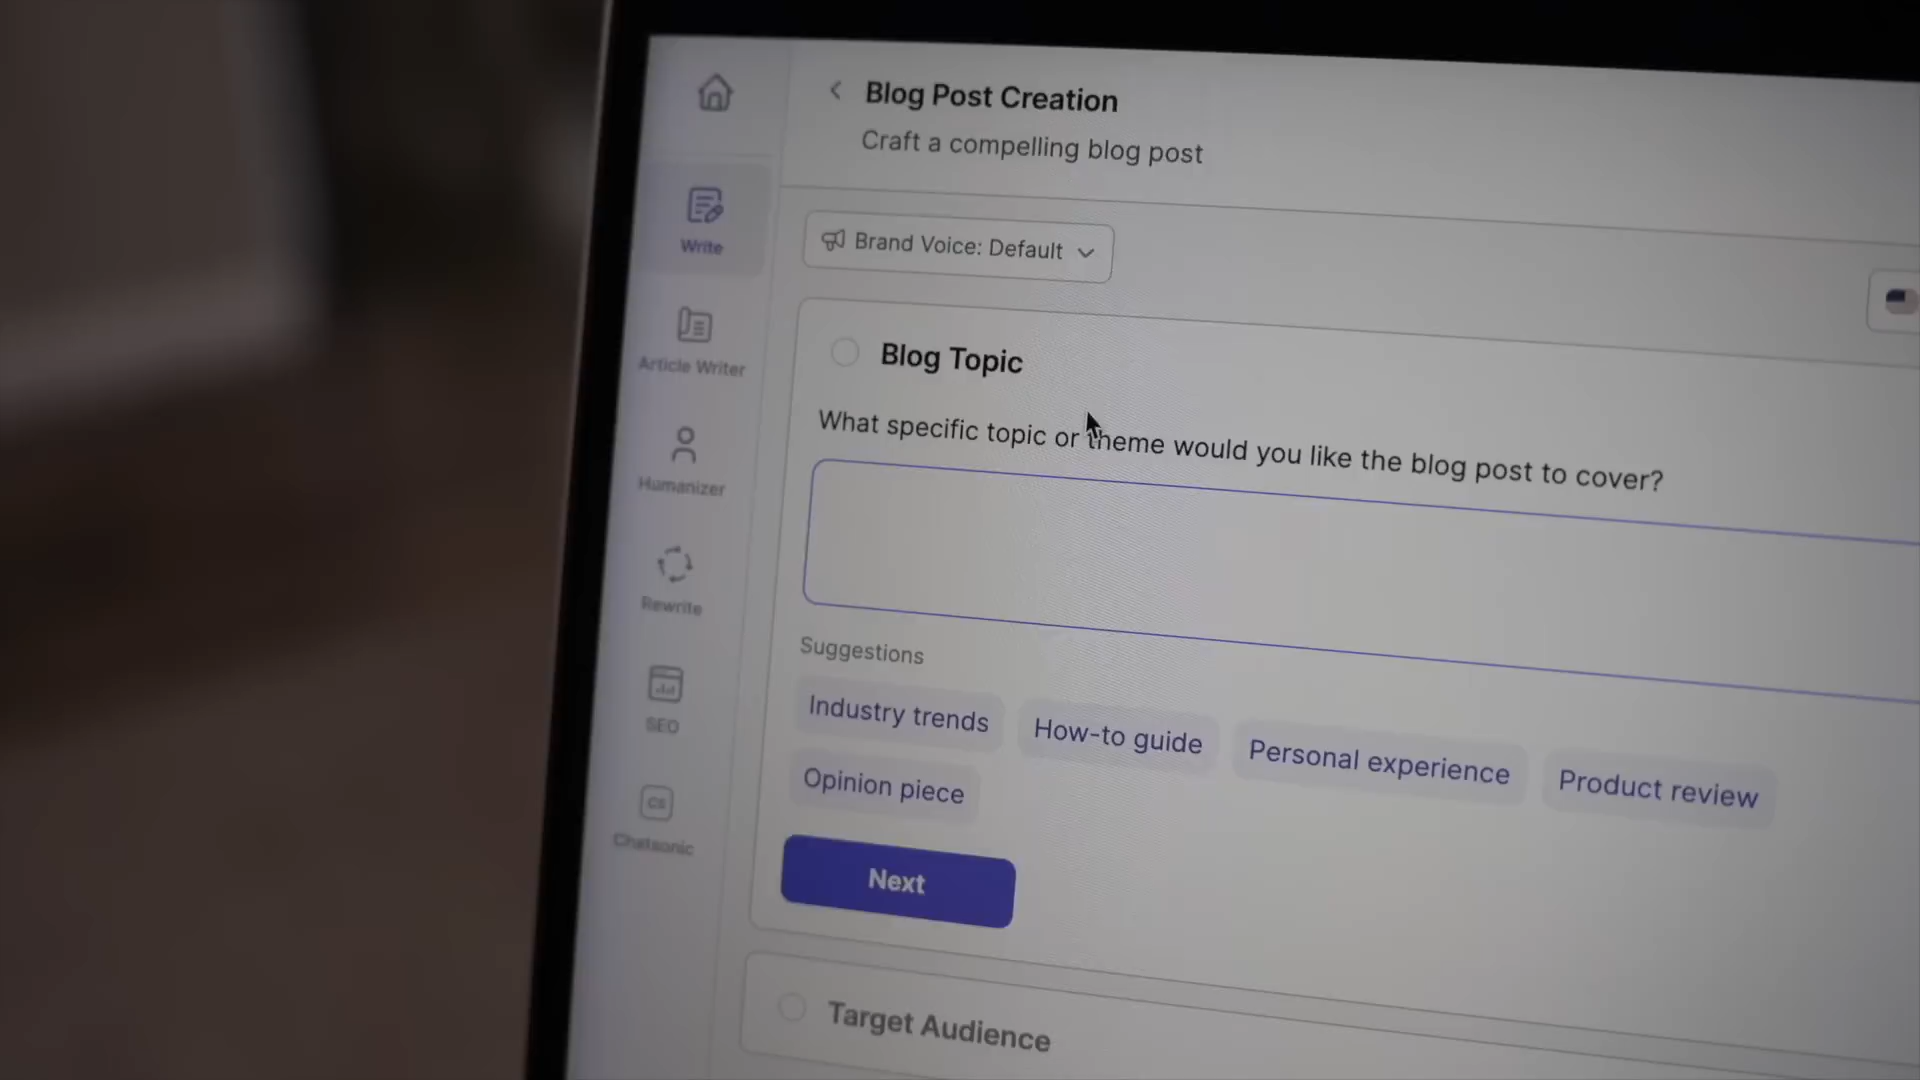 Blog Post Creation
Craft a compelling blog post
Write
Brand Voice: Default
Article Writer
Blog Topic
What specific topic or theme would you like the blog post to cover?
Humanizer
Rewrite
Suggestions
Industry trends
How-to guide
Personal experience
Product review
SEO
Opinion piece
CS
Chatsonic
Next
Target Audience